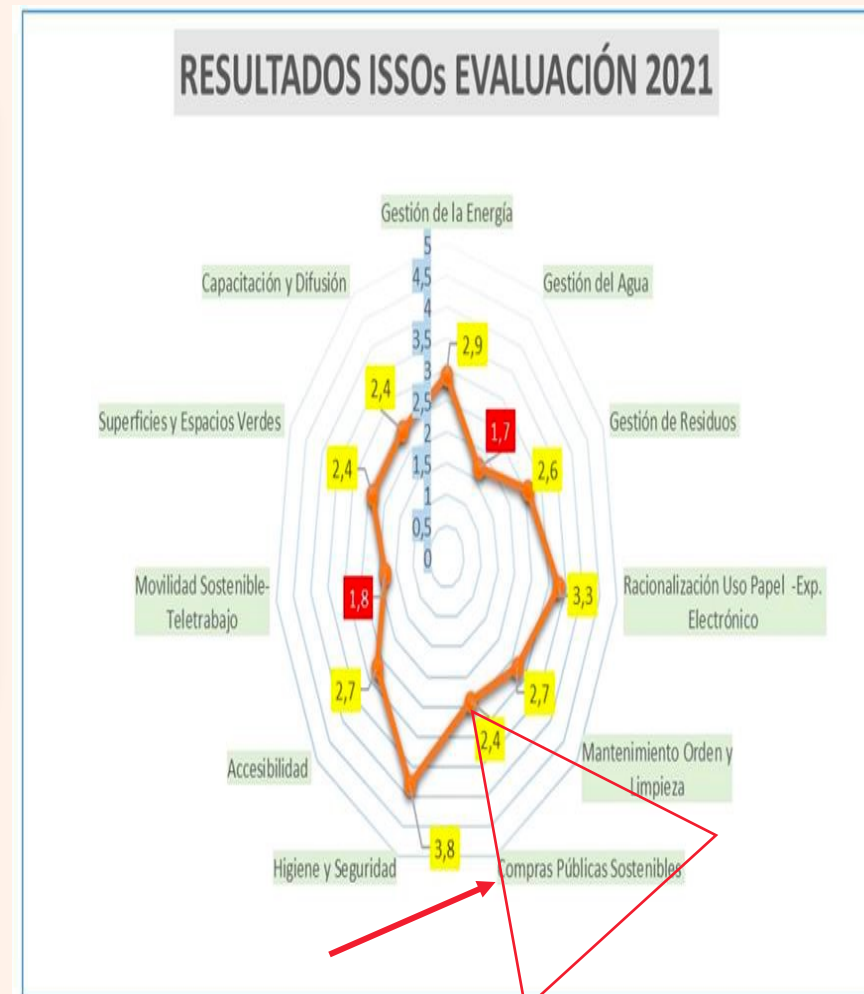 RESULTADOS ISSOs EVALUACIÓN 2021
Gestión de la Energía
5
4,5
4
3,5
3
2,5
2
1,5
1
0,5
0
Capacitación y Difusión
Gestión del Agua
2,9
2,4
1,7
Superficies y Espacios Verdes
Gestión de Residuos
2,4
2,6
Movilidad Sostenible-
Teletrabajo
1,8
3,3
Racionalización Uso Papel -Exp.
Electrónico
2,7
2,7
2,4
Accesibilidad
Mantenimiento Orden y
Limpieza
3,8
Higiene y Seguridad
Compras Públicas Sostenibles